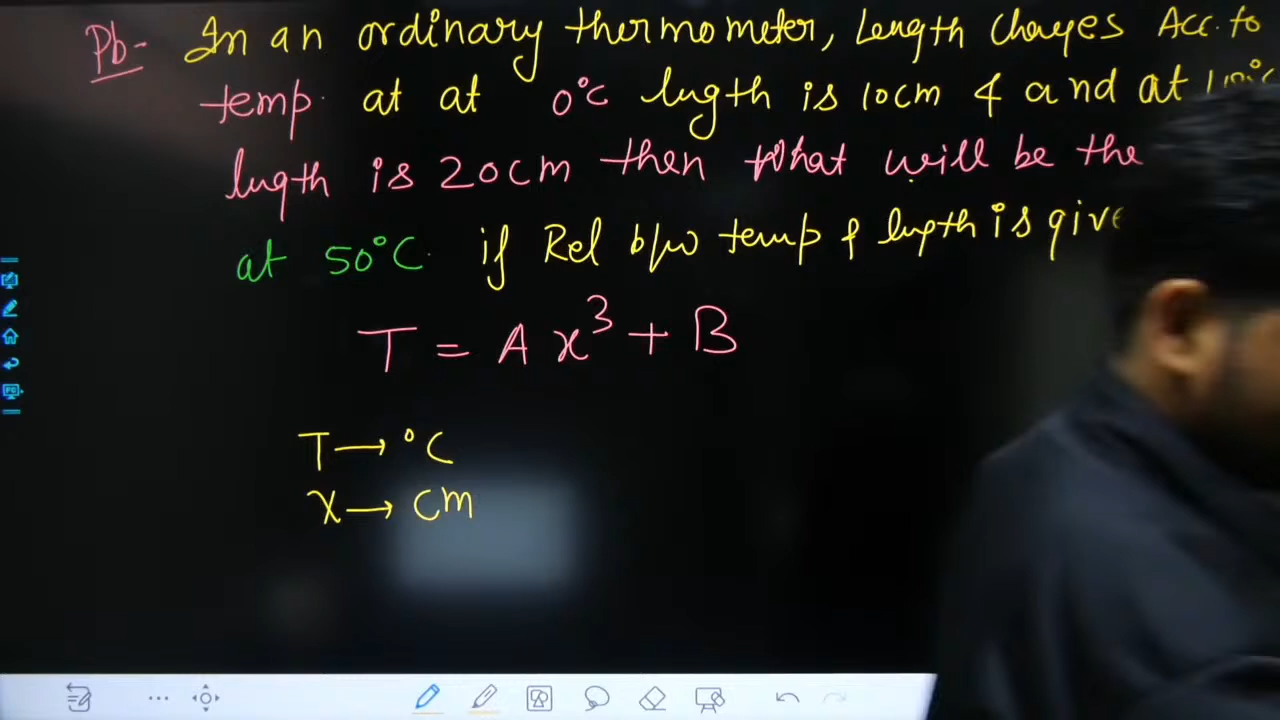 Pb- In an ordinary thermometer, Length Changes Acc. to
temp. at at 0°C length is 10cm & and at
length is 20cm then What will be the
at 50°C. if Rel b/w temp & length is give
T = Ax³ + B
T → °C
x → cm